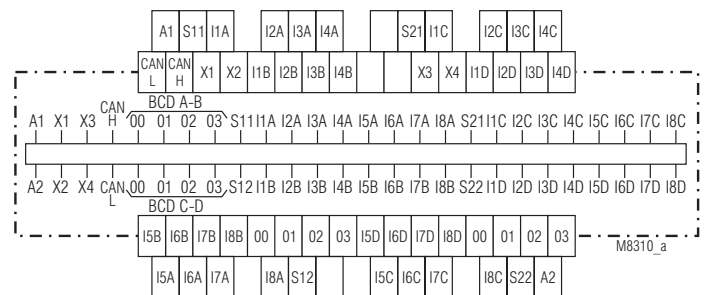 A1 S11 I1A I2A I3A I4A S21 I1C I2C I3C I4C
CAN L CAN H X1 X2 I1B I2B I3B I4B X3 X4 I1D I2D I3D I4D
BCD A-B
A1 X1 X3 CAN H 00 01 02 03 S11 I1A I2A I3A I4A I5A I6A I7A I8A S21 I1C I2C I3C I4C I5C I6C I7C I8C
A2 X2 X4 CAN L 00 01 02 03 S12 I1B I2B I3B I4B I5B I6B I7B I8B S22 I1D I2D I3D I4D I5D I6D I7D I8D
BCD C-D
I5B I6B I7B I8B 00 01 02 03 I5D I6D I7D I8D 00 01 02 03
M8310_a
I5A I6A I7A I8A S12 I5C I6C I7C I8C S22 A2